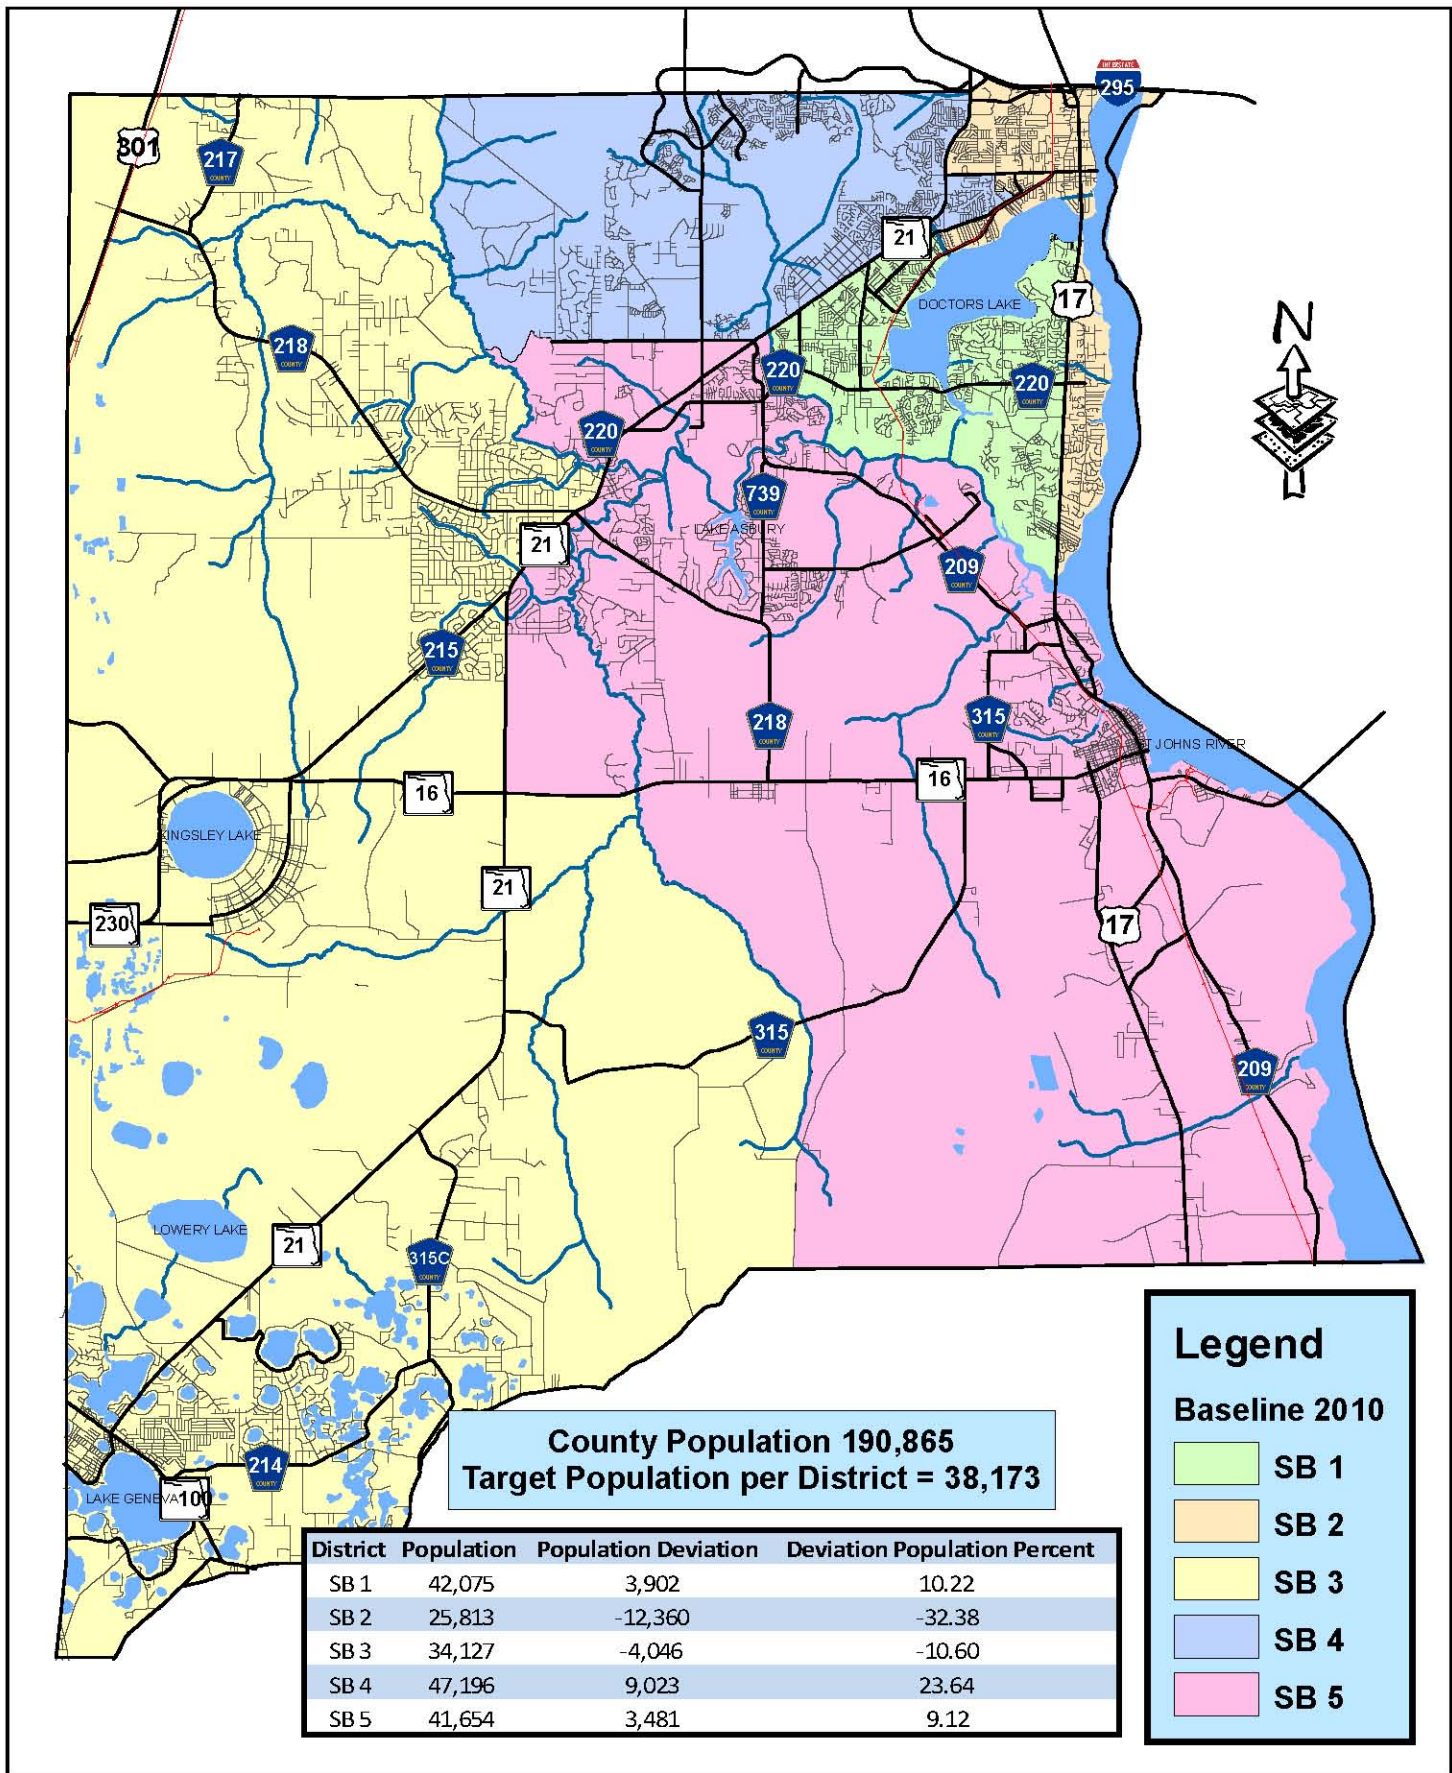 INTERSTATE
295
301
217
COUNTY
21
DOCTORS LAKE
17
N
218
COUNTY
220
COUNTY
220
COUNTY
220
COUNTY
739
COUNTY
LAKE ASBURY
21
209
COUNTY
215
COUNTY
218
COUNTY
315
COUNTY
ST JOHNS RIVER
16
16
KINGSLEY LAKE
21
230
17
315
COUNTY
209
COUNTY
LOWERY LAKE
21
315C
COUNTY
214
COUNTY
LAKE GENEVA
100
County Population 190,865
Target Population per District = 38,173
District Population Population Deviation Deviation Population Percent
SB 1 42,075 3,902 10.22
SB 2 25,813 -12,360 -32.38
SB 3 34,127 -4,046 -10.60
SB 4 47,196 9,023 23.64
SB 5 41,654 3,481 9.12
Legend
Baseline 2010
SB 1
SB 2
SB 3
SB 4
SB 5